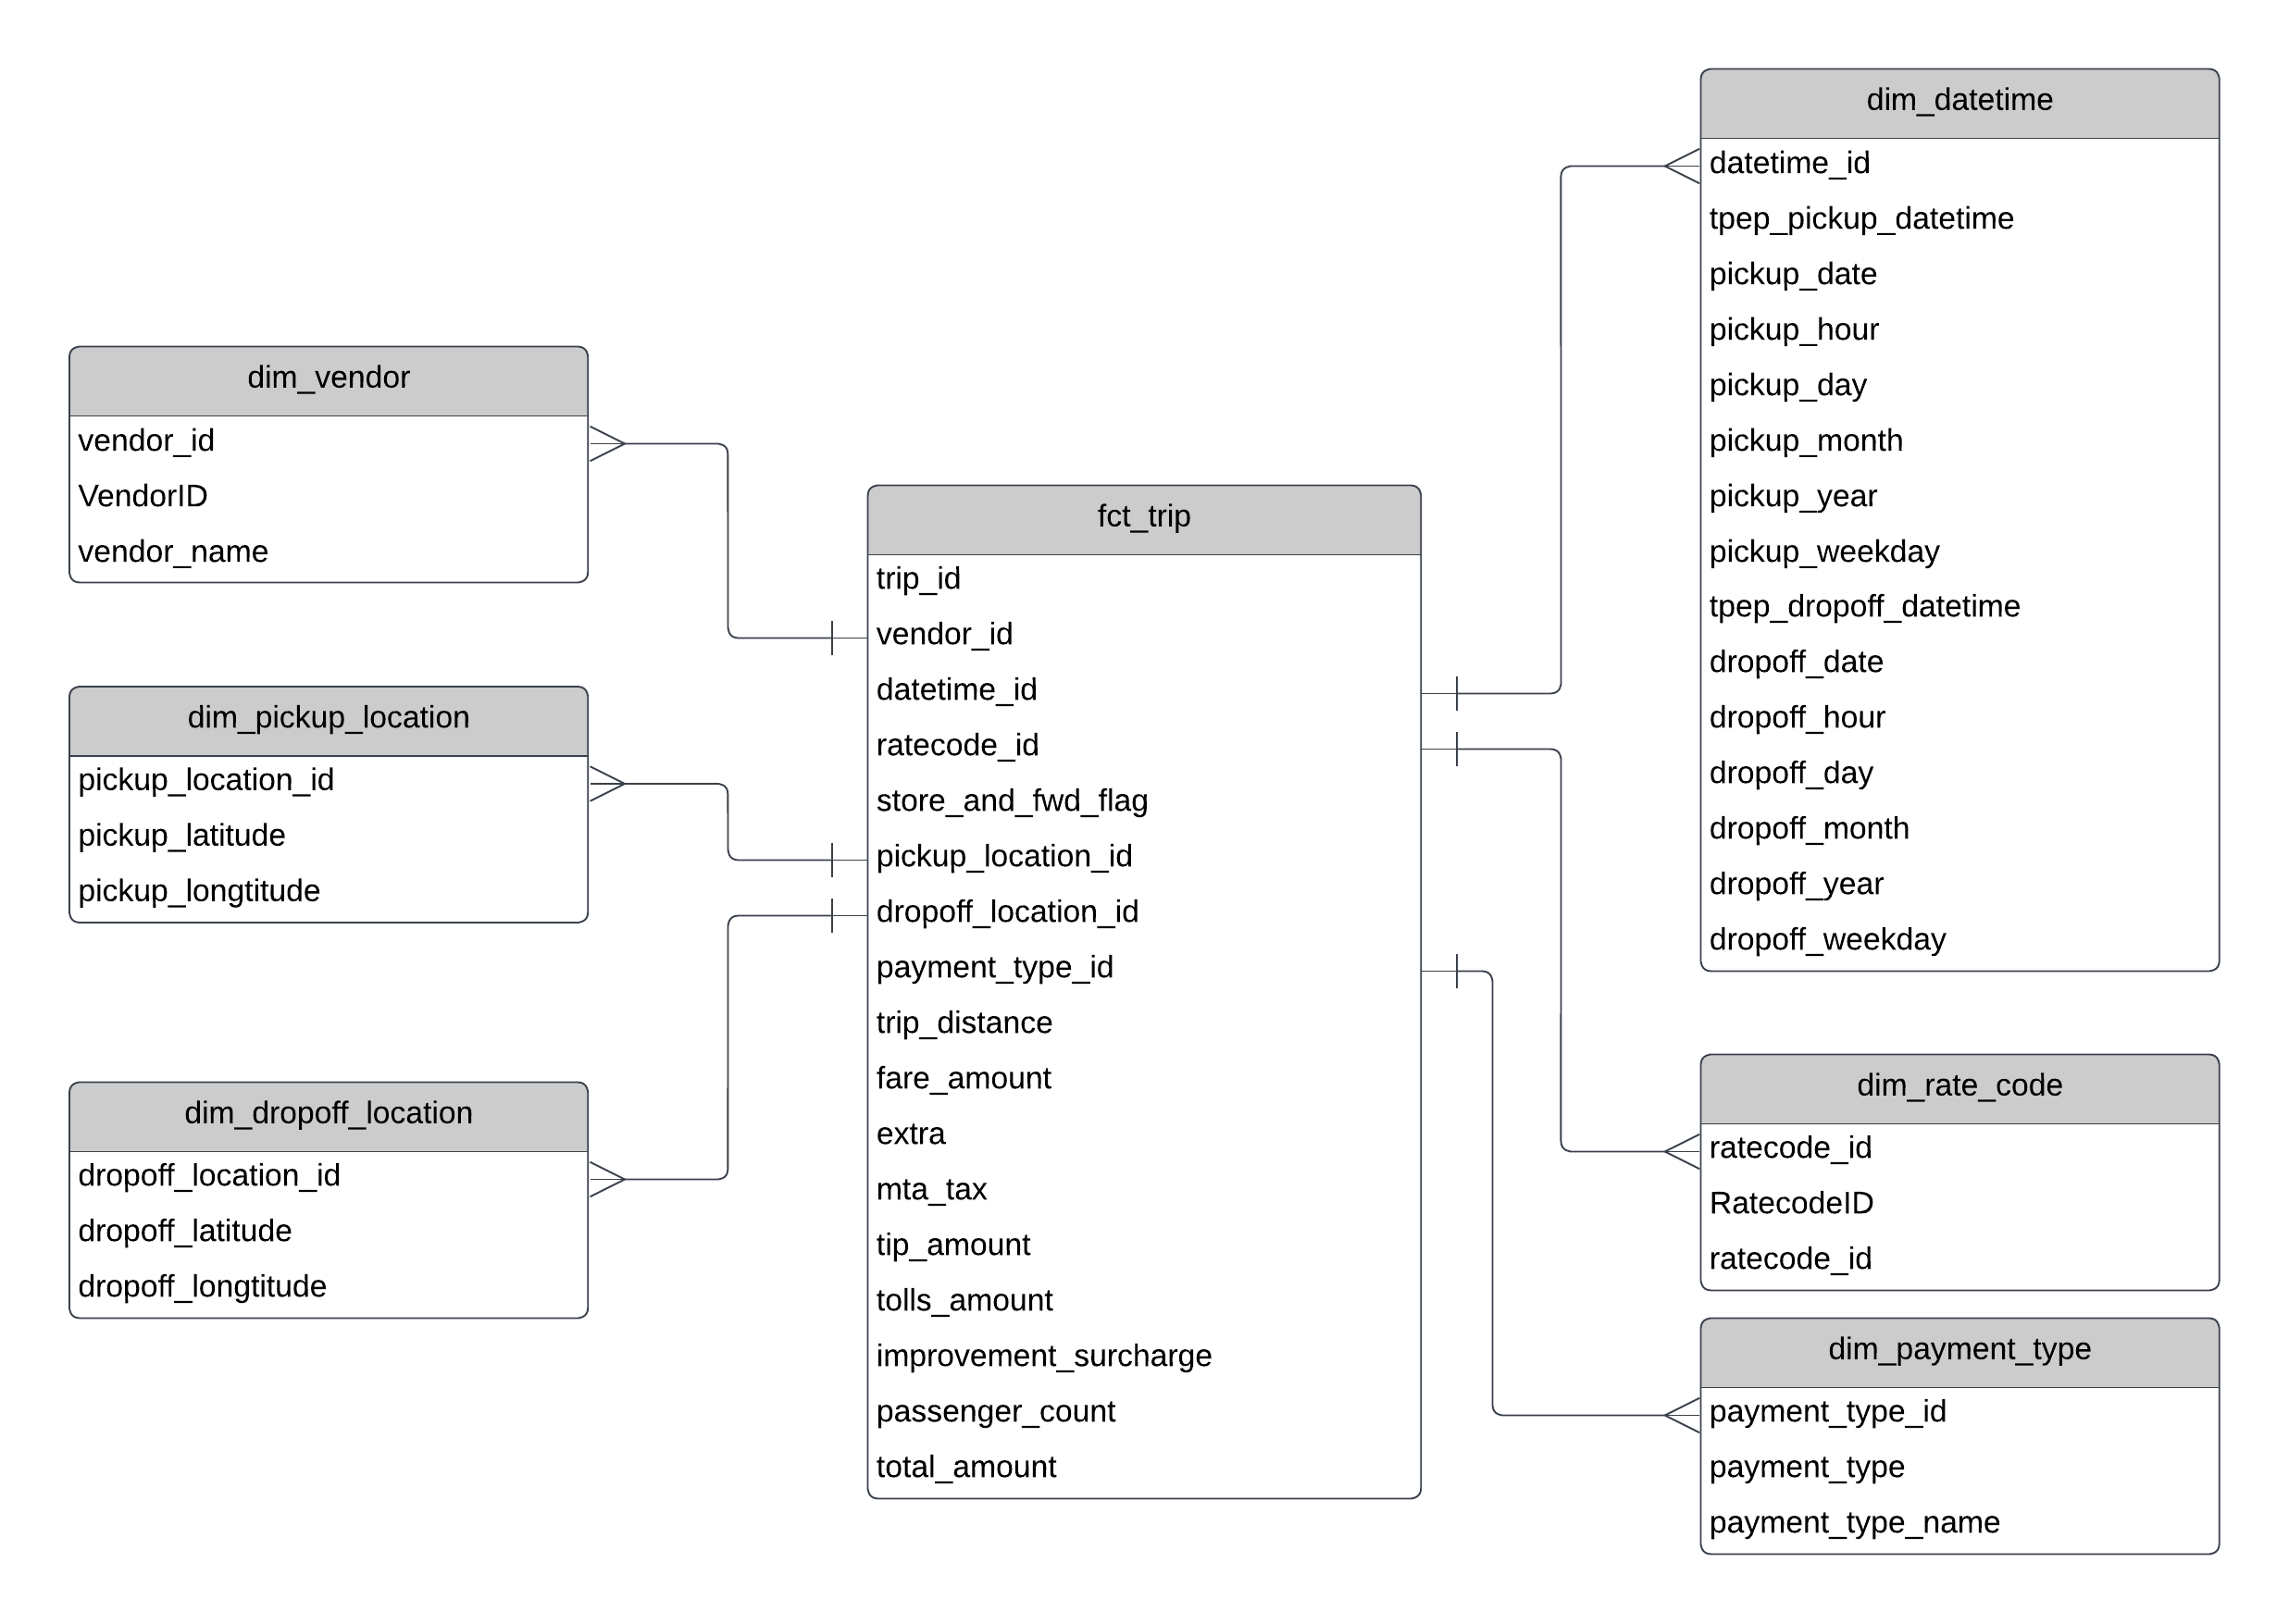 dim_vendor
vendor_id
VendorID
vendor_name
dim_pickup_location
pickup_location_id
pickup_latitude
pickup_longtitude
dim_dropoff_location
dropoff_location_id
dropoff_latitude
dropoff_longtitude
fct_trip
trip_id
vendor_id
datetime_id
ratecode_id
store_and_fwd_flag
pickup_location_id
dropoff_location_id
payment_type_id
trip_distance
fare_amount
extra
mta_tax
tip_amount
tolls_amount
improvement_surcharge
passenger_count
total_amount
dim_datetime
datetime_id
tpep_pickup_datetime
pickup_date
pickup_hour
pickup_day
pickup_month
pickup_year
pickup_weekday
tpep_dropoff_datetime
dropoff_date
dropoff_hour
dropoff_day
dropoff_month
dropoff_year
dropoff_weekday
dim_rate_code
ratecode_id
RatecodeID
ratecode_id
dim_payment_type
payment_type_id
payment_type
payment_type_name